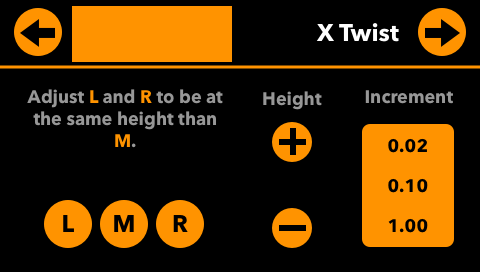 X Twist
Adjust L and R to be at
the same height than
M.
Height
Increment
0.02
0.10
1.00
L M R